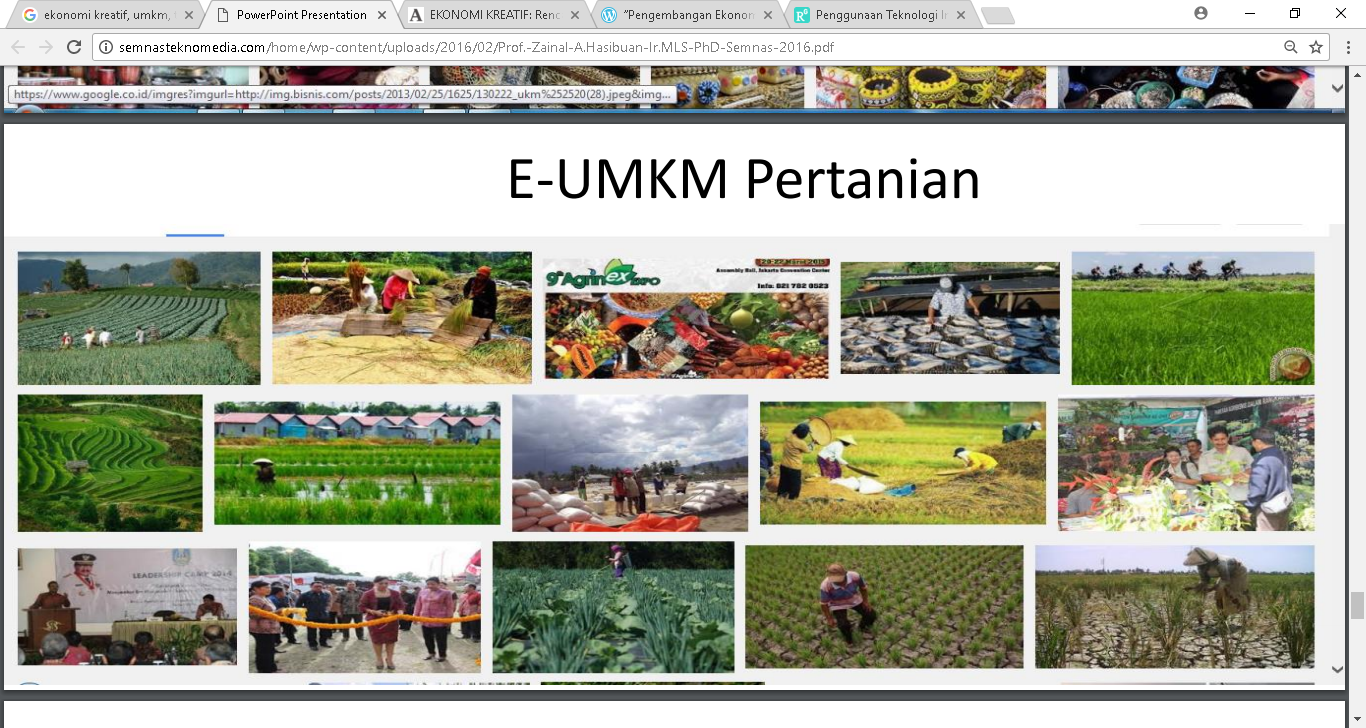 ekonomi kreatif, umkm,
PowerPoint Presentation
EKONOMI KREATIF: Renc
"Pengembangan Ekonom
Penggunaan Teknologi I
semnasteknomedia.com/home/wp-content/uploads/2016/02/Prof.-Zainal-A.Hasibuan-Ir.MLS-PhD-Semnas-2016.pdf
https://www.google.co.id/imgres?imgurl=http://img.bisnis.com/posts/2013/02/25/1625/130222_ukm%252520(28).jpeg&img...
E-UMKM Pertanian
9th Agrinex EXPO
Assembly Hall, Jakarta Convention Center
Info: 021 782 0523
LEADERSHIP CAMP 2014